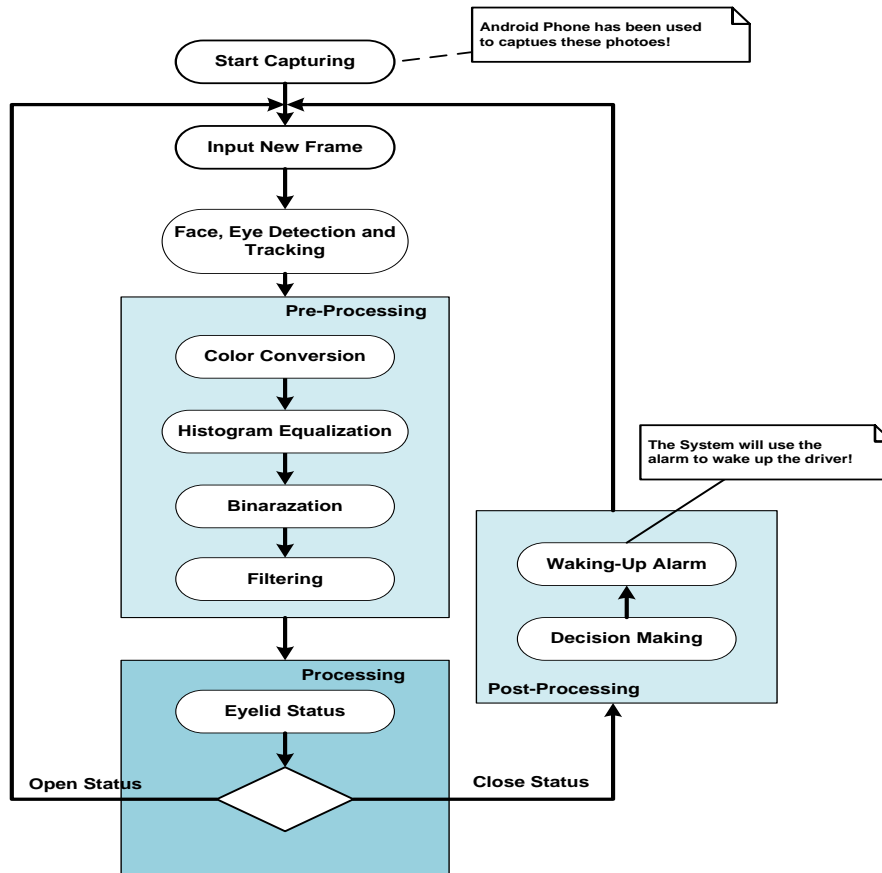 Android Phone has been used
to captues these photoes!
Start Capturing
Input New Frame
Face, Eye Detection and
Tracking
Pre-Processing
Color Conversion
Histogram Equalization
Binarazation
Filtering
The System will use the
alarm to wake up the driver!
Waking-Up Alarm
Decision Making
Post-Processing
Processing
Eyelid Status
Open Status
Close Status